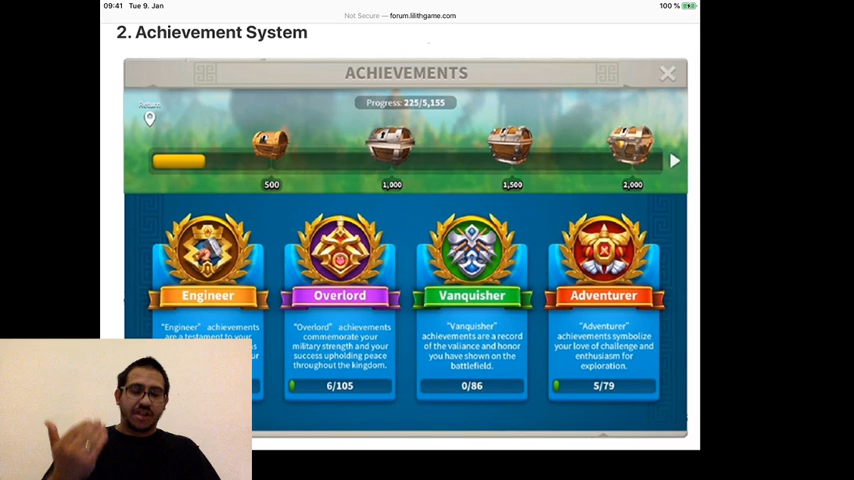 09:41 Tue 9. Jan
100 %
Not Secure — forum.lilithgame.com
2. Achievement System
ACHIEVEMENTS
Return
Progress: 225/5,155
500
1,000
1,500
2,000
Engineer
Overlord
Vanquisher
Adventurer
"Engineer" achievements
are a testament to your
"Overlord" achievements
commemorate your
military strength and your
success upholding peace
throughout the kingdom.
"Vanquisher"
achievements are a record
of the valiance and honor
you have shown on the
battlefield.
"Adventurer"
achievements symbolize
your love of challenge and
enthusiasm for
exploration.
6/105
0/86
5/79